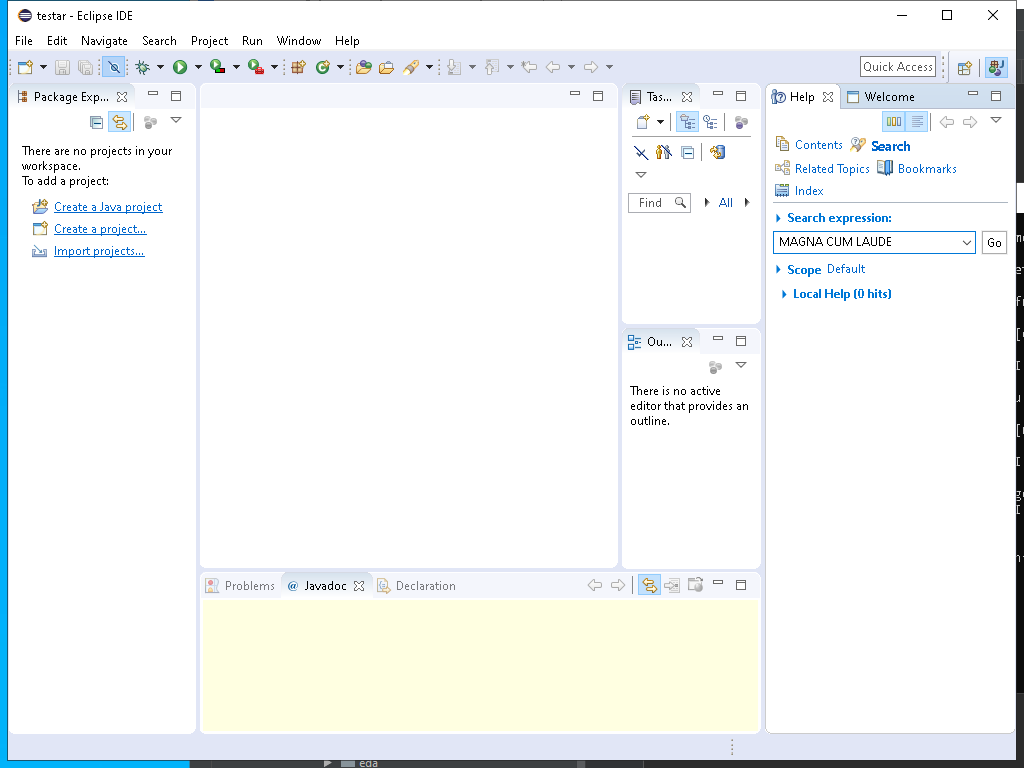 testar - Eclipse IDE
File Edit Navigate Search Project Run Window Help
Quick Access
Package Exp...
There are no projects in your
workspace.
To add a project:
Create a Java project
Create a project...
Import projects...
Tas...
Find
All
Ou...
There is no active
editor that provides an
outline.
Help
Welcome
Contents
Search
Related Topics
Bookmarks
Index
Search expression:
MAGNA CUM LAUDE
Go
Scope Default
Local Help (0 hits)
Problems
@ Javadoc
Declaration
eda